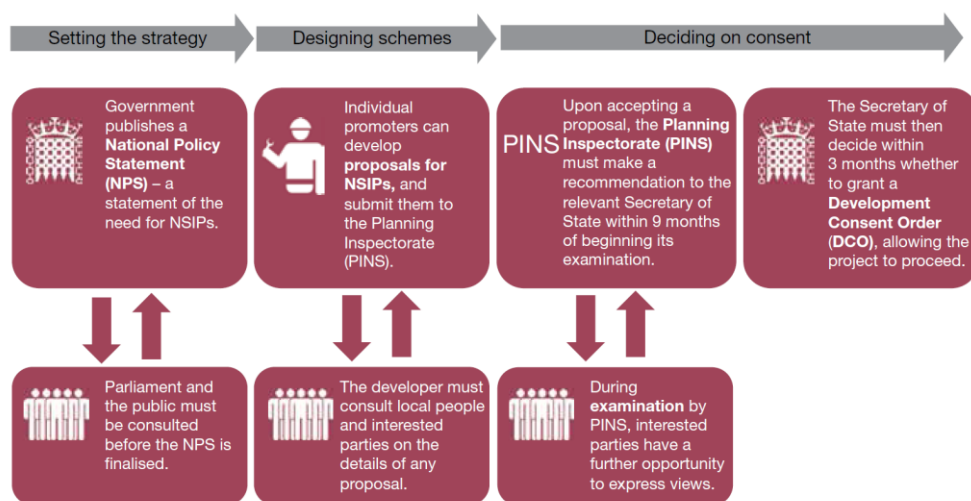 Setting the strategy
Designing schemes
Deciding on consent
Government
publishes a
National Policy
Statement
(NPS) – a
statement of the
need for NSIPs.
Individual
promoters can
develop
proposals for
NSIPs, and
submit them to
the Planning
Inspectorate
(PINS).
PINS
Upon accepting a
proposal, the Planning
Inspectorate (PINS)
must make a
recommendation to the
relevant Secretary of
State within 9 months
of beginning its
examination.
The Secretary of
State must then
decide within
3 months whether
to grant a
Development
Consent Order
(DCO), allowing the
project to proceed.
Parliament and
the public must
be consulted
before the NPS is
finalised.
The developer must
consult local people
and interested
parties on the
details of any
proposal.
During
examination by
PINS, interested
parties have a
further opportunity
to express views.